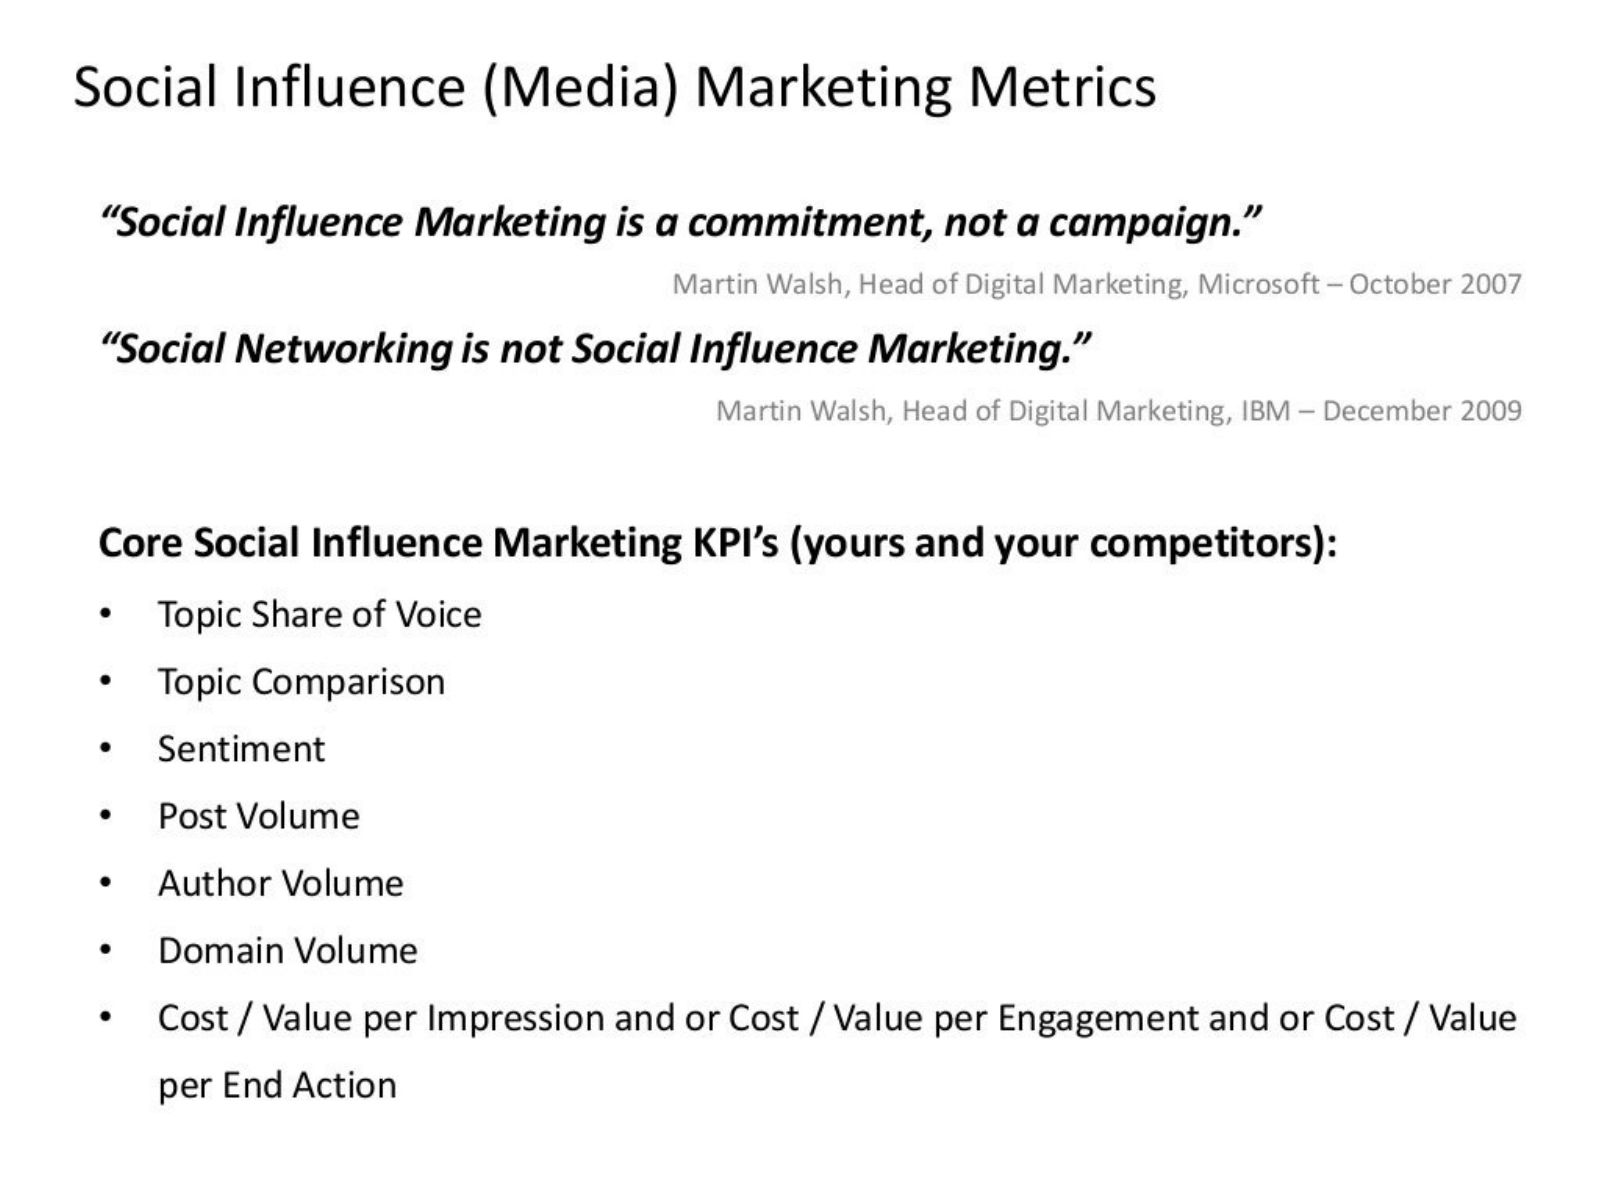 Social Influence (Media) Marketing Metrics
“Social Influence Marketing is a commitment, not a campaign.”
Martin Walsh, Head of Digital Marketing, Microsoft – October 2007
“Social Networking is not Social Influence Marketing.”
Martin Walsh, Head of Digital Marketing, IBM – December 2009
Core Social Influence Marketing KPI’s (yours and your competitors):
• Topic Share of Voice
• Topic Comparison
• Sentiment
• Post Volume
• Author Volume
• Domain Volume
• Cost / Value per Impression and or Cost / Value per Engagement and or Cost / Value
per End Action